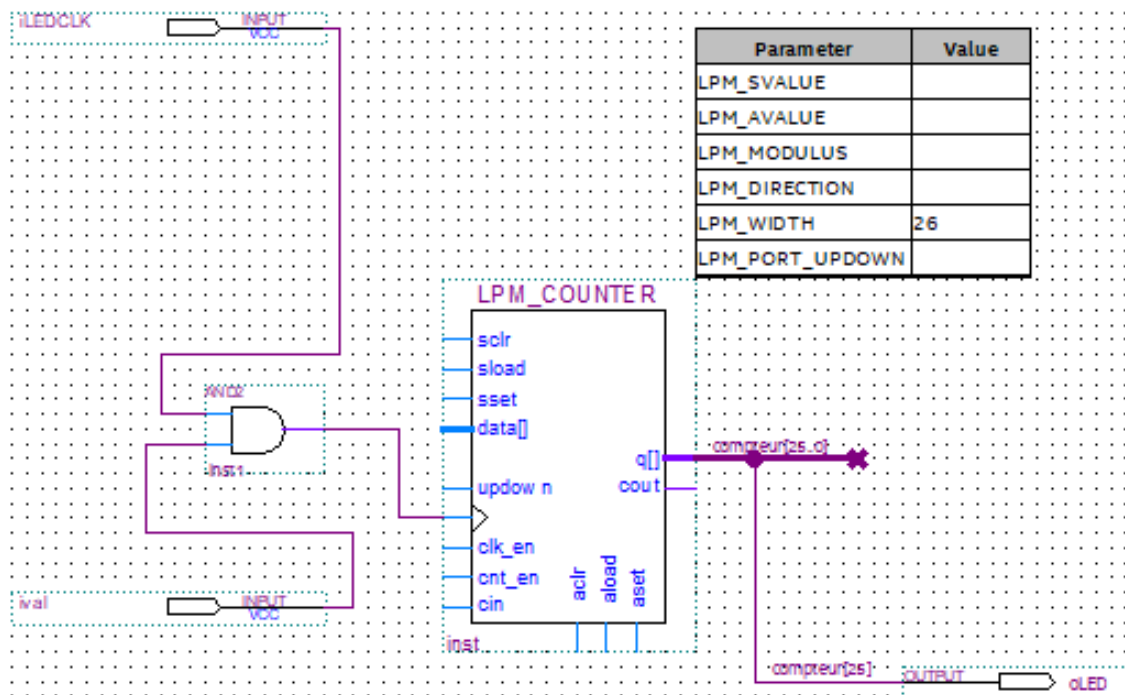 iLEDCLK
INPUT
VCC
Parameter Value
LPM_SVALUE
LPM_AVALUE
LPM_MODULUS
LPM_DIRECTION
LPM_WIDTH 26
LPM_PORT_UPDOWN
LPM_COUNTER
sclr
sload
sset
data[]
updown
clk_en
cnt_en
cin
q[]
cout
aclr
aload
aset
inst
AND2
inst1
compteur[25..0]
ival
INPUT
VCC
compteur[25]
OUTPUT
oLED